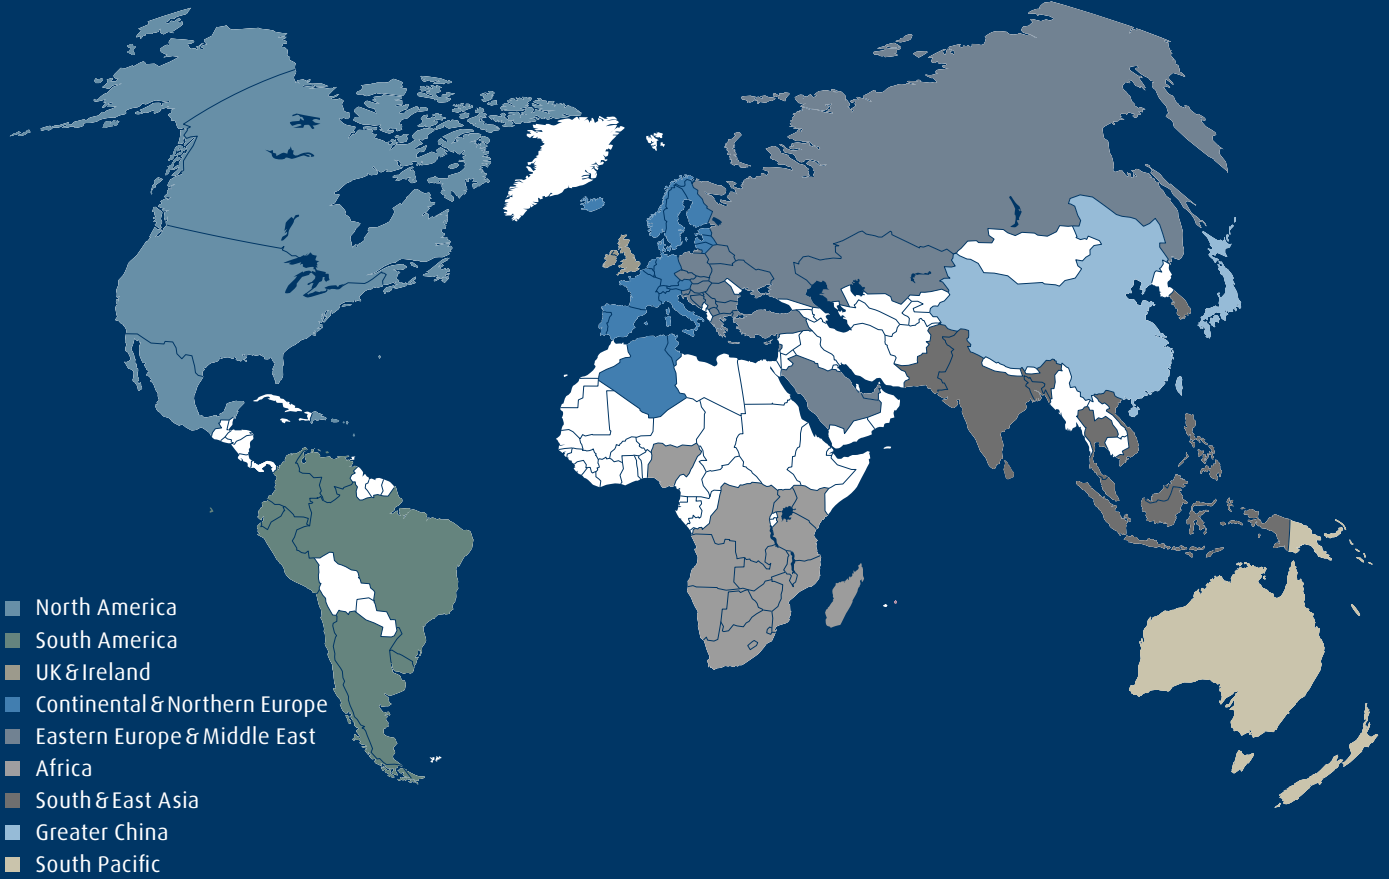 North America
South America
UK & Ireland
Continental & Northern Europe
Eastern Europe & Middle East
Africa
South & East Asia
Greater China
South Pacific